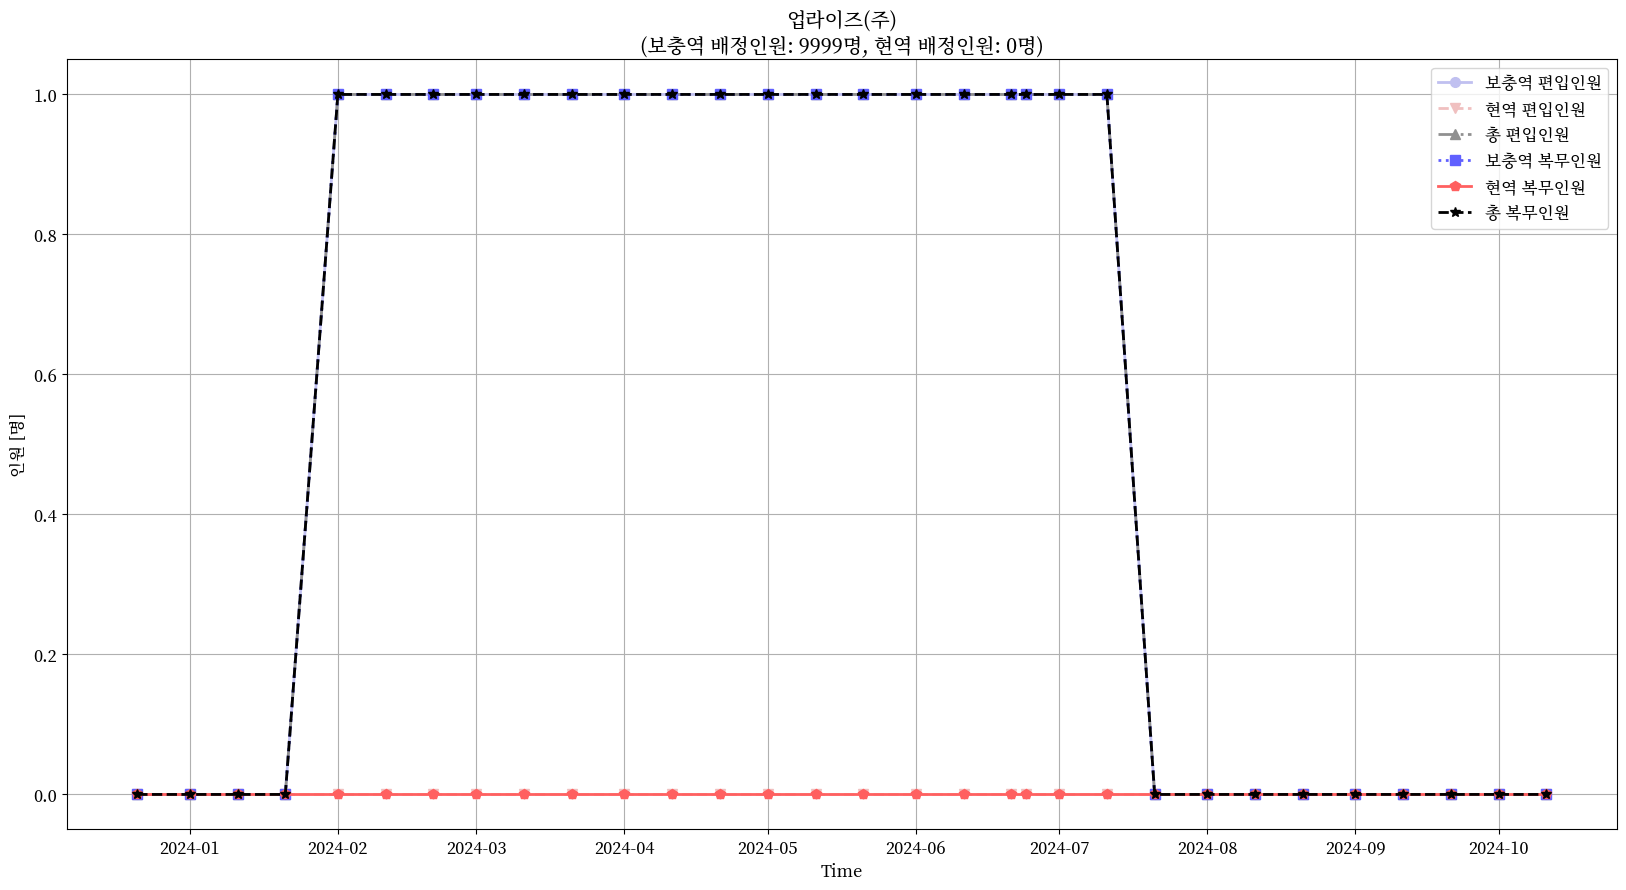 업라이즈(주)
(보충역 배정인원: 9999명, 현역 배정인원: 0명)
보충역 편입인원
현역 편입인원
총 편입인원
보충역 복무인원
현역 복무인원
총 복무인원
인원 [명]
1.0
0.8
0.6
0.4
0.2
0.0
2024-01 2024-02 2024-03 2024-04 2024-05 2024-06 2024-07 2024-08 2024-09 2024-10
Time